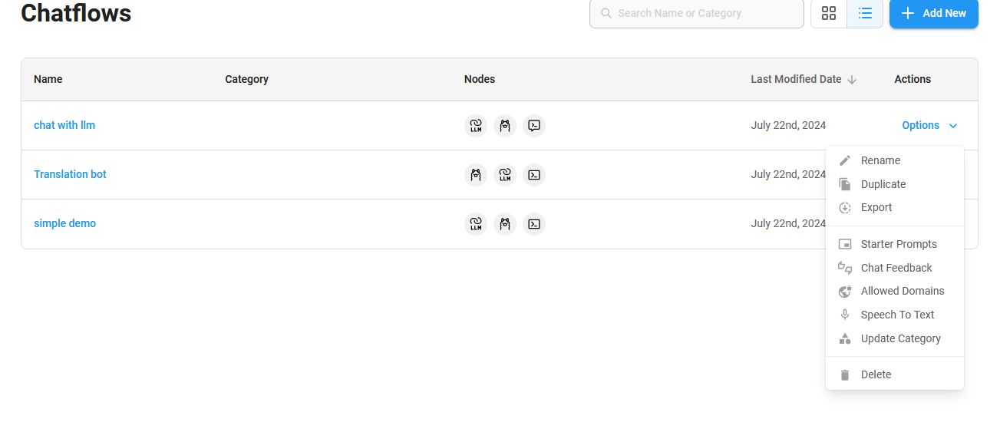 Chatflows
Search Name or Category
Add New
Name Category Nodes Last Modified Date Actions
chat with llm LLM July 22nd, 2024 Options
Translation bot LLM July 22nd, 2024
simple demo LLM July 22nd, 2024
Rename
Duplicate
Export
Starter Prompts
Chat Feedback
Allowed Domains
Speech To Text
Update Category
Delete